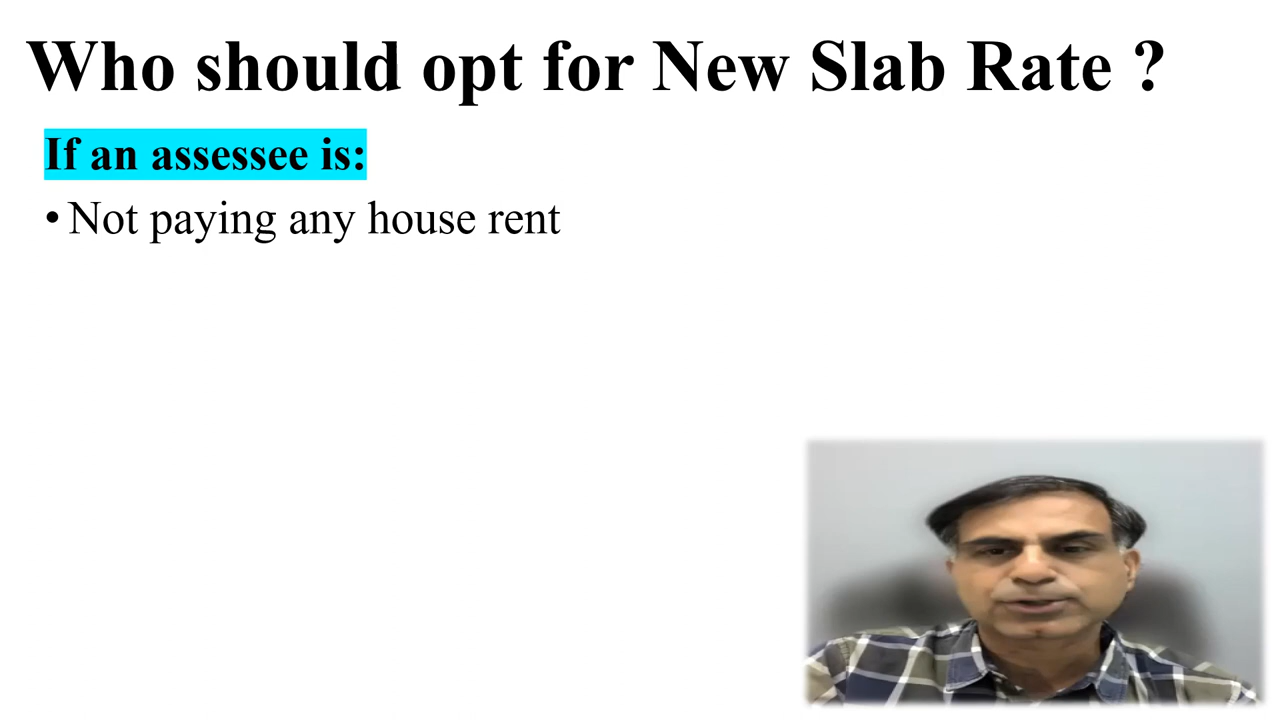 Who should opt for New Slab Rate ?
If an assessee is:
• Not paying any house rent